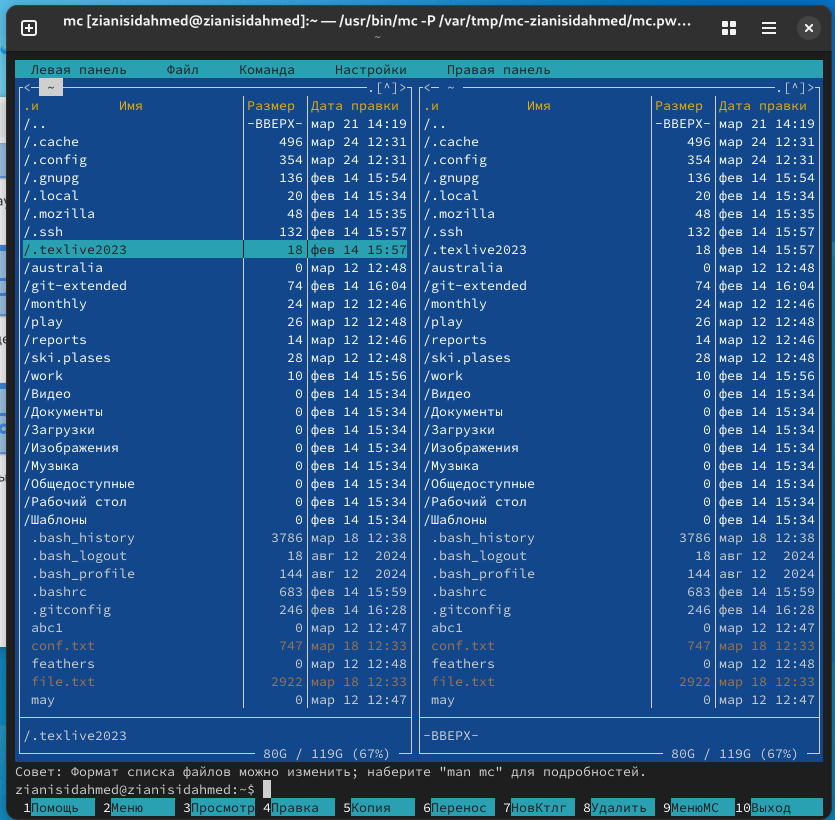 mc [zianisidahmed@zianisidahmed]:~ — /usr/bin/mc -P /var/tmp/mc-zianisidahmed/mc.pw…
~
Левая панель Файл Команда Настройки Правая панель
<─ ~ .[^]> <─ ~ .[^]>
.и Имя Размер Дата правки .и Имя Размер Дата правки
/.. -ВВЕРХ- мар 21 14:19 /.. -ВВЕРХ- мар 21 14:19
/.cache 496 мар 24 12:31 /.cache 496 мар 24 12:31
/.config 354 мар 24 12:31 /.config 354 мар 24 12:31
/.gnupg 136 фев 14 15:54 /.gnupg 136 фев 14 15:54
/.local 20 фев 14 15:34 /.local 20 фев 14 15:34
/.mozilla 48 фев 14 15:35 /.mozilla 48 фев 14 15:35
/.ssh 132 фев 14 15:57 /.ssh 132 фев 14 15:57
/.texlive2023 18 фев 14 15:57 /.texlive2023 18 фев 14 15:57
/australia 0 мар 12 12:48 /australia 0 мар 12 12:48
/git-extended 74 фев 14 16:04 /git-extended 74 фев 14 16:04
/monthly 24 мар 12 12:46 /monthly 24 мар 12 12:46
/play 26 мар 12 12:48 /play 26 мар 12 12:48
/reports 14 мар 12 12:46 /reports 14 мар 12 12:46
/ski.plases 28 мар 12 12:48 /ski.plases 28 мар 12 12:48
/work 10 фев 14 15:56 /work 10 фев 14 15:56
/Видео 0 фев 14 15:34 /Видео 0 фев 14 15:34
/Документы 0 фев 14 15:34 /Документы 0 фев 14 15:34
/Загрузки 0 фев 14 15:34 /Загрузки 0 фев 14 15:34
/Изображения 0 фев 14 15:34 /Изображения 0 фев 14 15:34
/Музыка 0 фев 14 15:34 /Музыка 0 фев 14 15:34
/Общедоступные 0 фев 14 15:34 /Общедоступные 0 фев 14 15:34
/Рабочий стол 0 фев 14 15:34 /Рабочий стол 0 фев 14 15:34
/Шаблоны 0 фев 14 15:34 /Шаблоны 0 фев 14 15:34
.bash_history 3786 мар 18 12:38 .bash_history 3786 мар 18 12:38
.bash_logout 18 авг 12 2024 .bash_logout 18 авг 12 2024
.bash_profile 144 авг 12 2024 .bash_profile 144 авг 12 2024
.bashrc 683 фев 14 15:59 .bashrc 683 фев 14 15:59
.gitconfig 246 фев 14 16:28 .gitconfig 246 фев 14 16:28
abc1 0 мар 12 12:47 abc1 0 мар 12 12:47
conf.txt 747 мар 18 12:33 conf.txt 747 мар 18 12:33
feathers 0 мар 12 12:48 feathers 0 мар 12 12:48
file.txt 2922 мар 18 12:33 file.txt 2922 мар 18 12:33
may 0 мар 12 12:47 may 0 мар 12 12:47
/.texlive2023 -ВВЕРХ-
80G / 119G (67%) 80G / 119G (67%)
Совет: Формат списка файлов можно изменить; наберите "man mc" для подробностей.
zianisidahmed@zianisidahmed:~$
1Помощь 2Меню 3Просмотр 4Правка 5Копия 6Перенос 7НовКтлг 8Удалить 9МенюМС 10Выход